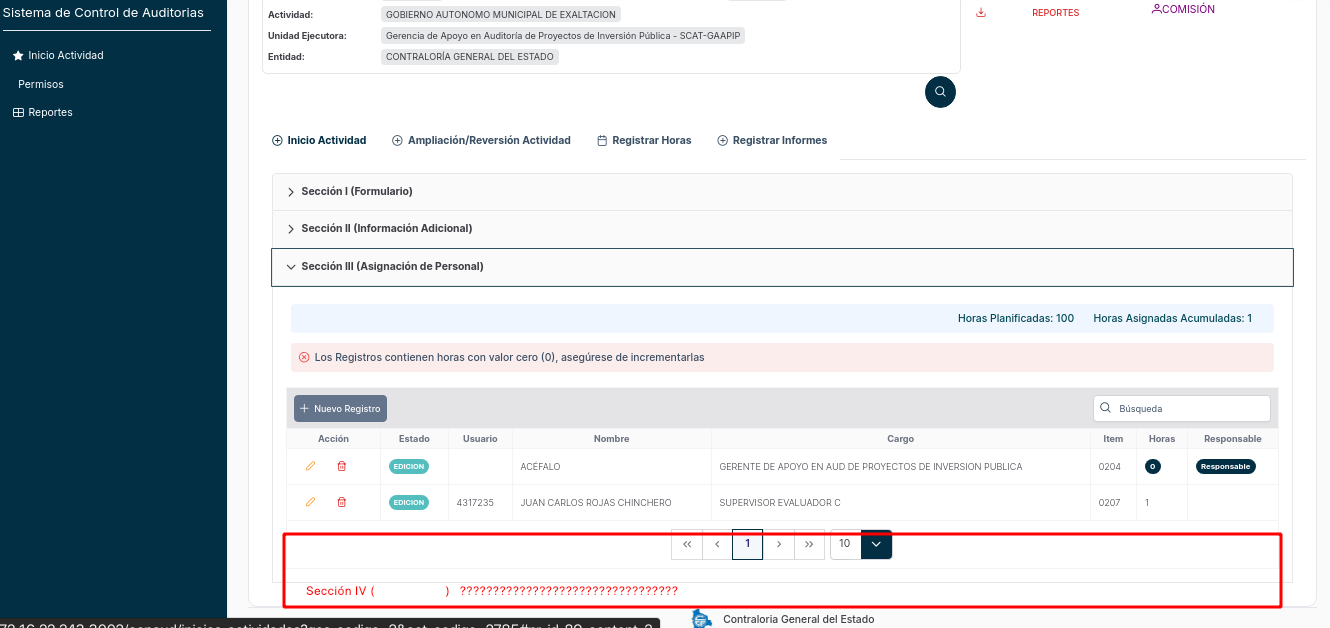 Sistema de Control de Auditorias
Inicio Actividad
Permisos
Reportes
Actividad: GOBIERNO AUTONOMO MUNICIPAL DE EXALTACION
Unidad Ejecutora: Gerencia de Apoyo en Auditoría de Proyectos de Inversión Pública - SCAT-GAAPIP
Entidad: CONTRALORÍA GENERAL DEL ESTADO
REPORTES
COMISIÓN
Inicio Actividad Ampliación/Reversión Actividad Registrar Horas Registrar Informes
Sección I (Formulario)
Sección II (Información Adicional)
Sección III (Asignación de Personal)
Horas Planificadas: 100 Horas Asignadas Acumuladas: 1
Los Registros contienen horas con valor cero (0), asegúrese de incrementarlas
Nuevo Registro Búsqueda
Acción Estado Usuario Nombre Cargo Item Horas Responsable
EDICION ACÉFALO GERENTE DE APOYO EN AUD DE PROYECTOS DE INVERSION PUBLICA 0204 0 Responsable
EDICION 4317235 JUAN CARLOS ROJAS CHINCHERO SUPERVISOR EVALUADOR C 0207 1
1 10
Sección IV ( ) ?????????????????????????????????
Contraloria General del Estado